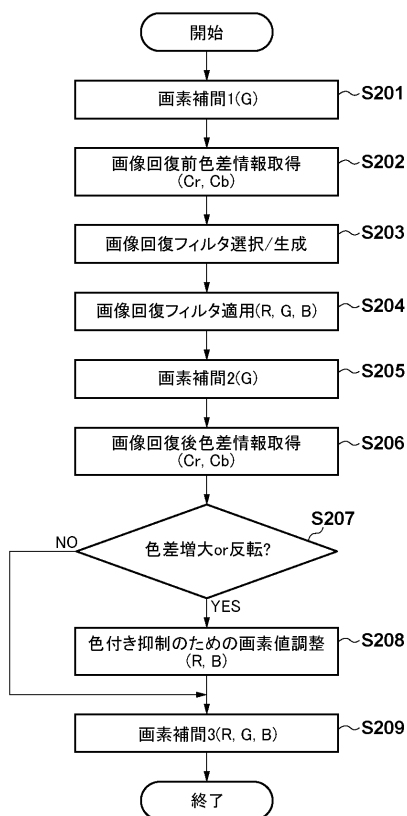 開始
画素補間1(G)
S201
画像回復前色差情報取得
(Cr, Cb)
S202
画像回復フィルタ選択/生成
S203
画像回復フィルタ適用(R, G, B)
S204
画素補間2(G)
S205
画像回復後色差情報取得
(Cr, Cb)
S206
色差増大or反転?
S207
NO
YES
色付き抑制のための画素値調整
(R, B)
S208
画素補間3(R, G, B)
S209
終了